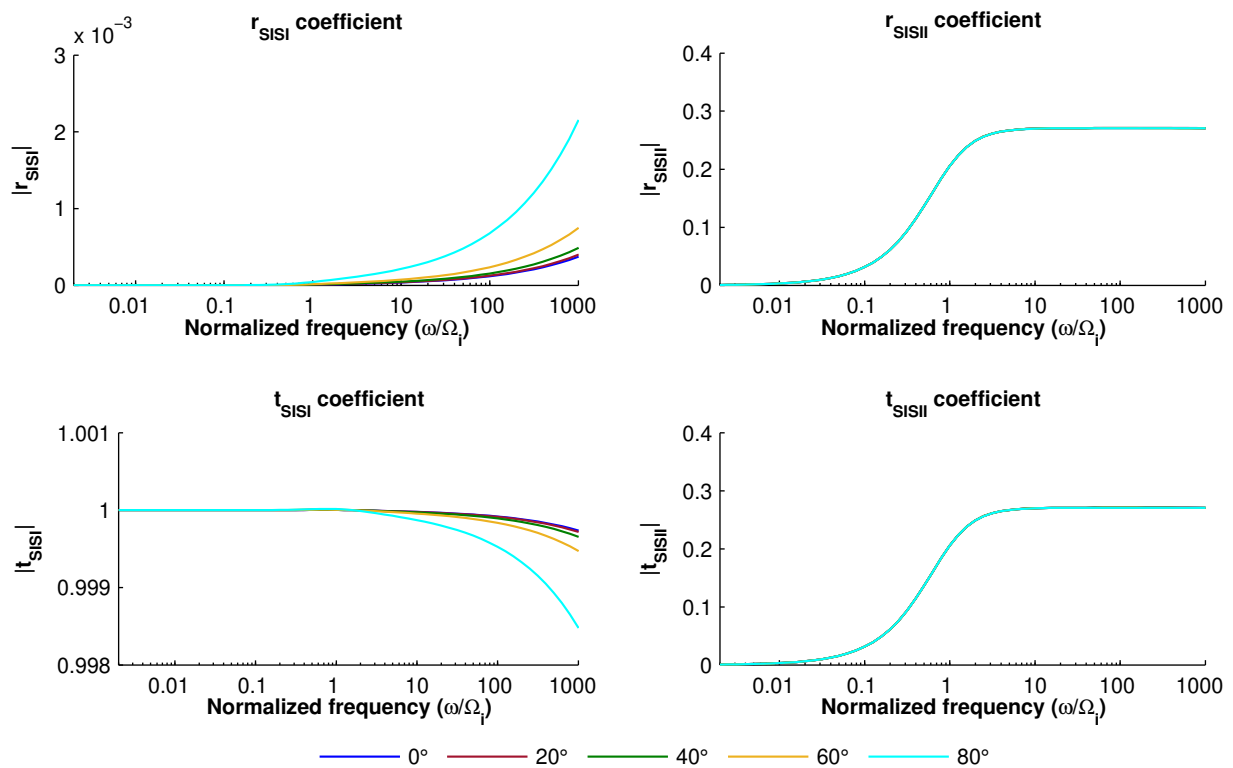 r_SISI coefficient
x 10^−3
3
2
1
0
|r_SISI|
0.01 0.1 1 10 100 1000
Normalized frequency (ω/Ω_i)
r_SISII coefficient
0.4
0.3
0.2
0.1
0
|r_SISII|
0.01 0.1 1 10 100 1000
Normalized frequency (ω/Ω_i)
t_SISI coefficient
1.001
1
0.999
0.998
|t_SISI|
0.01 0.1 1 10 100 1000
Normalized frequency (ω/Ω_i)
t_SISII coefficient
0.4
0.3
0.2
0.1
0
|t_SISII|
0.01 0.1 1 10 100 1000
Normalized frequency (ω/Ω_i)
0° 20° 40° 60° 80°